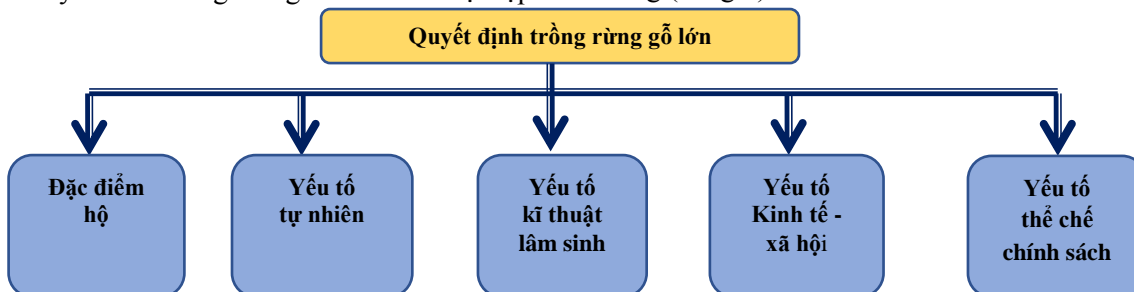 Quyết định trồng rừng gỗ lớn
Đặc điểm
hộ
Yếu tố
tự nhiên
Yếu tố
kĩ thuật
lâm sinh
Yếu tố
Kinh tế -
xã hội
Yếu tố
thể chế
chính sách